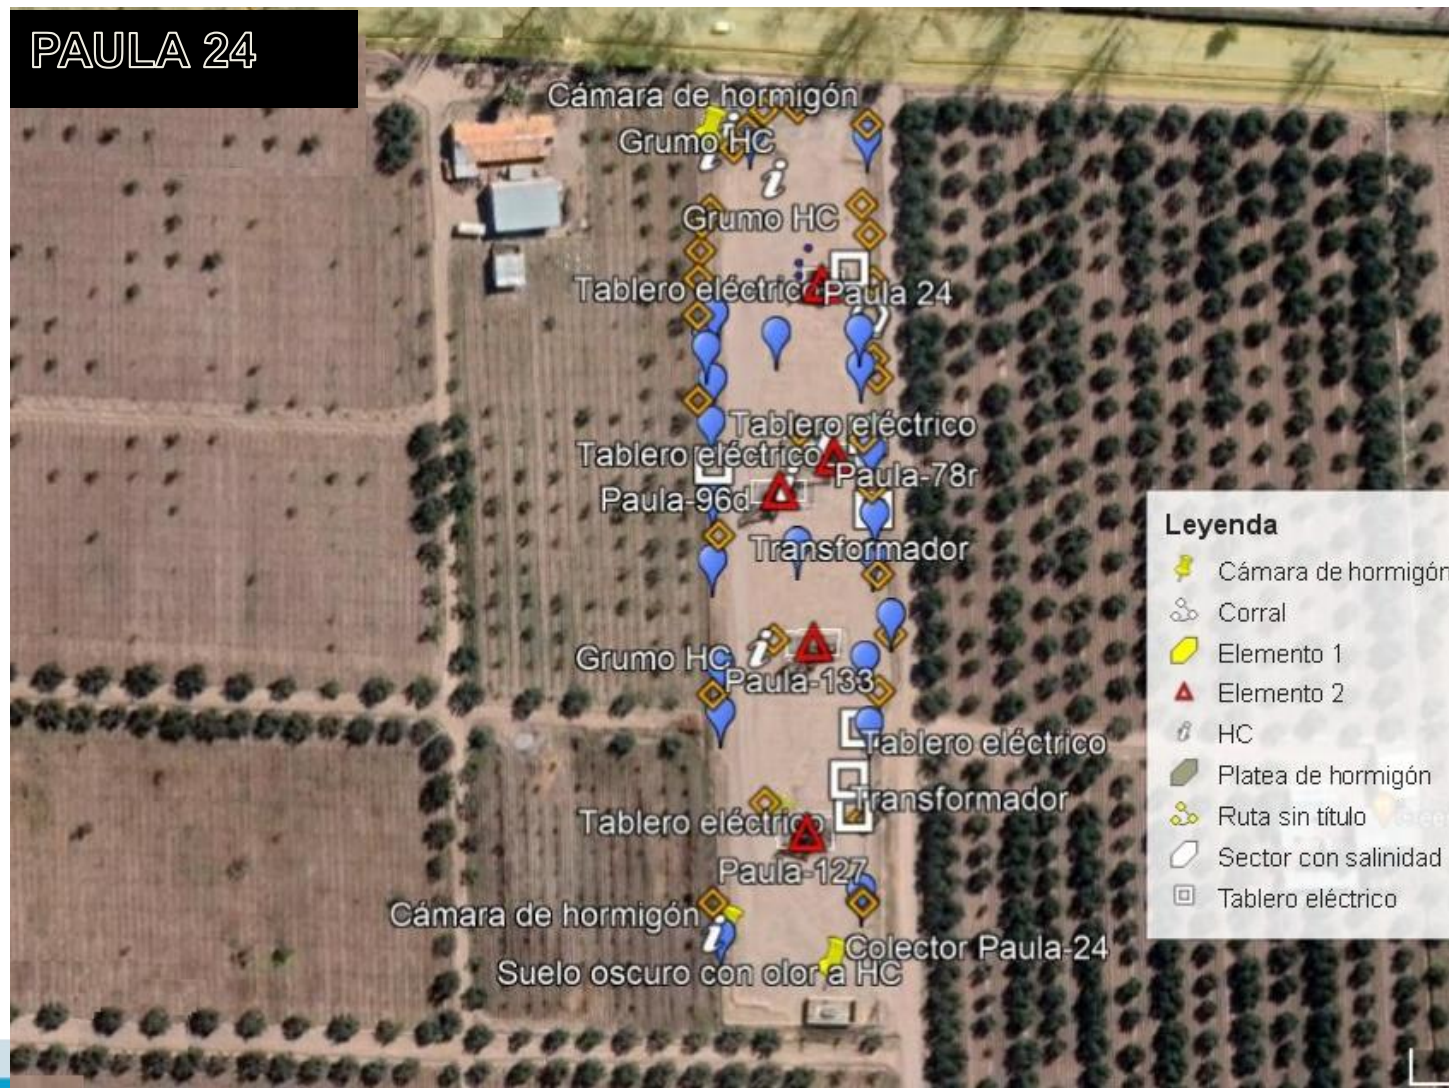 PAULA 24
Cámara de hormigón
Grumo HC
Grumo HC
Tablero eléctrico
Paula 24
Tablero eléctrico
Tablero eléctrico
Paula-78r
Paula-96d
Transformador
Grumo HC
Paula-133
Tablero eléctrico
Transformador
Tablero eléctrico
Paula-127
Cámara de hormigón
Colector Paula-24
Suelo oscuro con olor a HC
Leyenda
Cámara de hormigón
Corral
Elemento 1
Elemento 2
HC
Platea de hormigón
Ruta sin título
Sector con salinidad
Tablero eléctrico